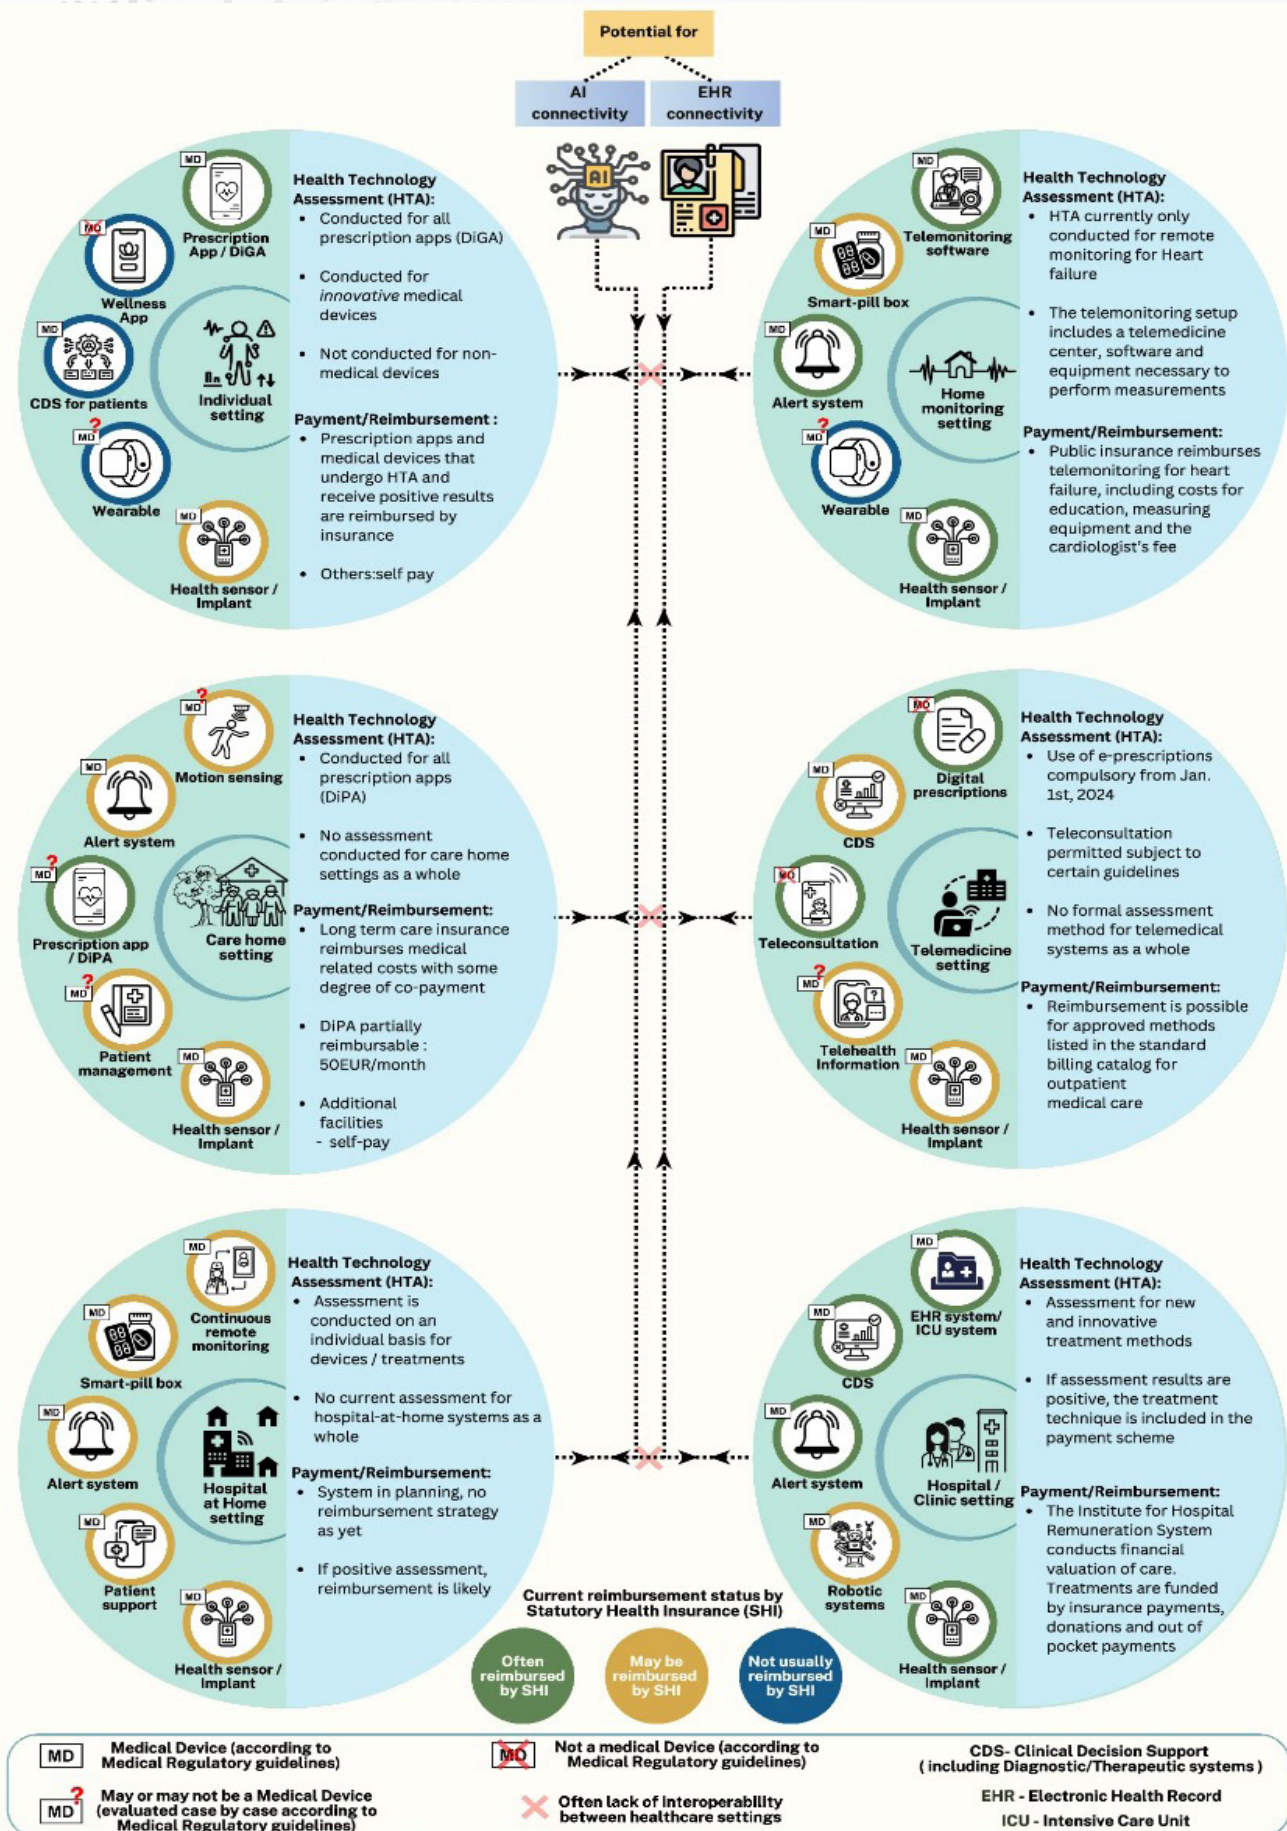 Potential for
AI
connectivity
EHR
connectivity
AI
MD
Prescription
App / DiGA
MD
Wellness
App
MD
CDS for patients
MD?
Wearable
MD
Health sensor /
Implant
Individual
setting
Health Technology
Assessment (HTA):
• Conducted for all
prescription apps (DiGA)
• Conducted for
innovative medical
devices
• Not conducted for non-
medical devices
Payment/Reimbursement :
• Prescription apps and
medical devices that
undergo HTA and
receive positive results
are reimbursed by
insurance
• Others:self pay
MD
Telemonitoring
software
MD
Smart-pill box
MD
Alert system
MD?
Wearable
MD
Health sensor /
Implant
Home
monitoring
setting
Health Technology
Assessment (HTA):
• HTA currently only
conducted for remote
monitoring for Heart
failure
• The telemonitoring setup
includes a telemedicine
center, software and
equipment necessary to
perform measurements
Payment/Reimbursement:
• Public insurance reimburses
telemonitoring for heart
failure, including costs for
education, measuring
equipment and the
cardiologist's fee
MD?
Motion sensing
MD
Alert system
MD?
Prescription app
/ DiPA
MD?
Patient
management
MD
Health sensor /
Implant
Care home
setting
Health Technology
Assessment (HTA):
• Conducted for all
prescription apps
(DiPA)
• No assessment
conducted for care home
settings as a whole
Payment/Reimbursement:
• Long term care insurance
reimburses medical
related costs with some
degree of co-payment
• DiPA partially
reimbursable :
50EUR/month
• Additional
facilities
- self-pay
MD
Digital
prescriptions
MD
CDS
MD
Teleconsultation
MD?
Telehealth
Information
MD
Health sensor /
Implant
Telemedicine
setting
Health Technology
Assessment (HTA):
• Use of e-prescriptions
compulsory from Jan.
1st, 2024
• Teleconsultation
permitted subject to
certain guidelines
• No formal assessment
method for telemedical
systems as a whole
Payment/Reimbursement:
• Reimbursement is possible
for approved methods
listed in the standard
billing catalog for
outpatient
medical care
MD
Continuous
remote
monitoring
MD
Smart-pill box
MD
Alert system
MD
Patient
support
MD
Health sensor /
Implant
Hospital
at Home
setting
Health Technology
Assessment (HTA):
• Assessment is
conducted on an
individual basis for
devices / treatments
• No current assessment for
hospital-at-home systems as a
whole
Payment/Reimbursement:
• System in planning, no
reimbursement strategy
as yet
• If positive assessment,
reimbursement is likely
MD
EHR system/
ICU system
MD
CDS
MD
Alert system
MD
Robotic
systems
MD
Health sensor /
Implant
Hospital /
Clinic setting
Health Technology
Assessment (HTA):
• Assessment for new
and innovative
treatment methods
• If assessment results are
positive, the treatment
technique is included in the
payment scheme
Payment/Reimbursement:
• The Institute for Hospital
Remuneration System
conducts financial
valuation of care.
Treatments are funded
by insurance payments,
donations and out of
pocket payments
Current reimbursement status by
Statutory Health Insurance (SHI)
Often
reimbursed
by SHI
May be
reimbursed
by SHI
Not usually
reimbursed
by SHI
MD
Medical Device (according to
Medical Regulatory guidelines)
MD?
May or may not be a Medical Device
(evaluated case by case according to
Medical Regulatory guidelines)
MD
Not a medical Device (according to
Medical Regulatory guidelines)
Often lack of interoperability
between healthcare settings
CDS- Clinical Decision Support
( including Diagnostic/Therapeutic systems )
EHR - Electronic Health Record
ICU - Intensive Care Unit